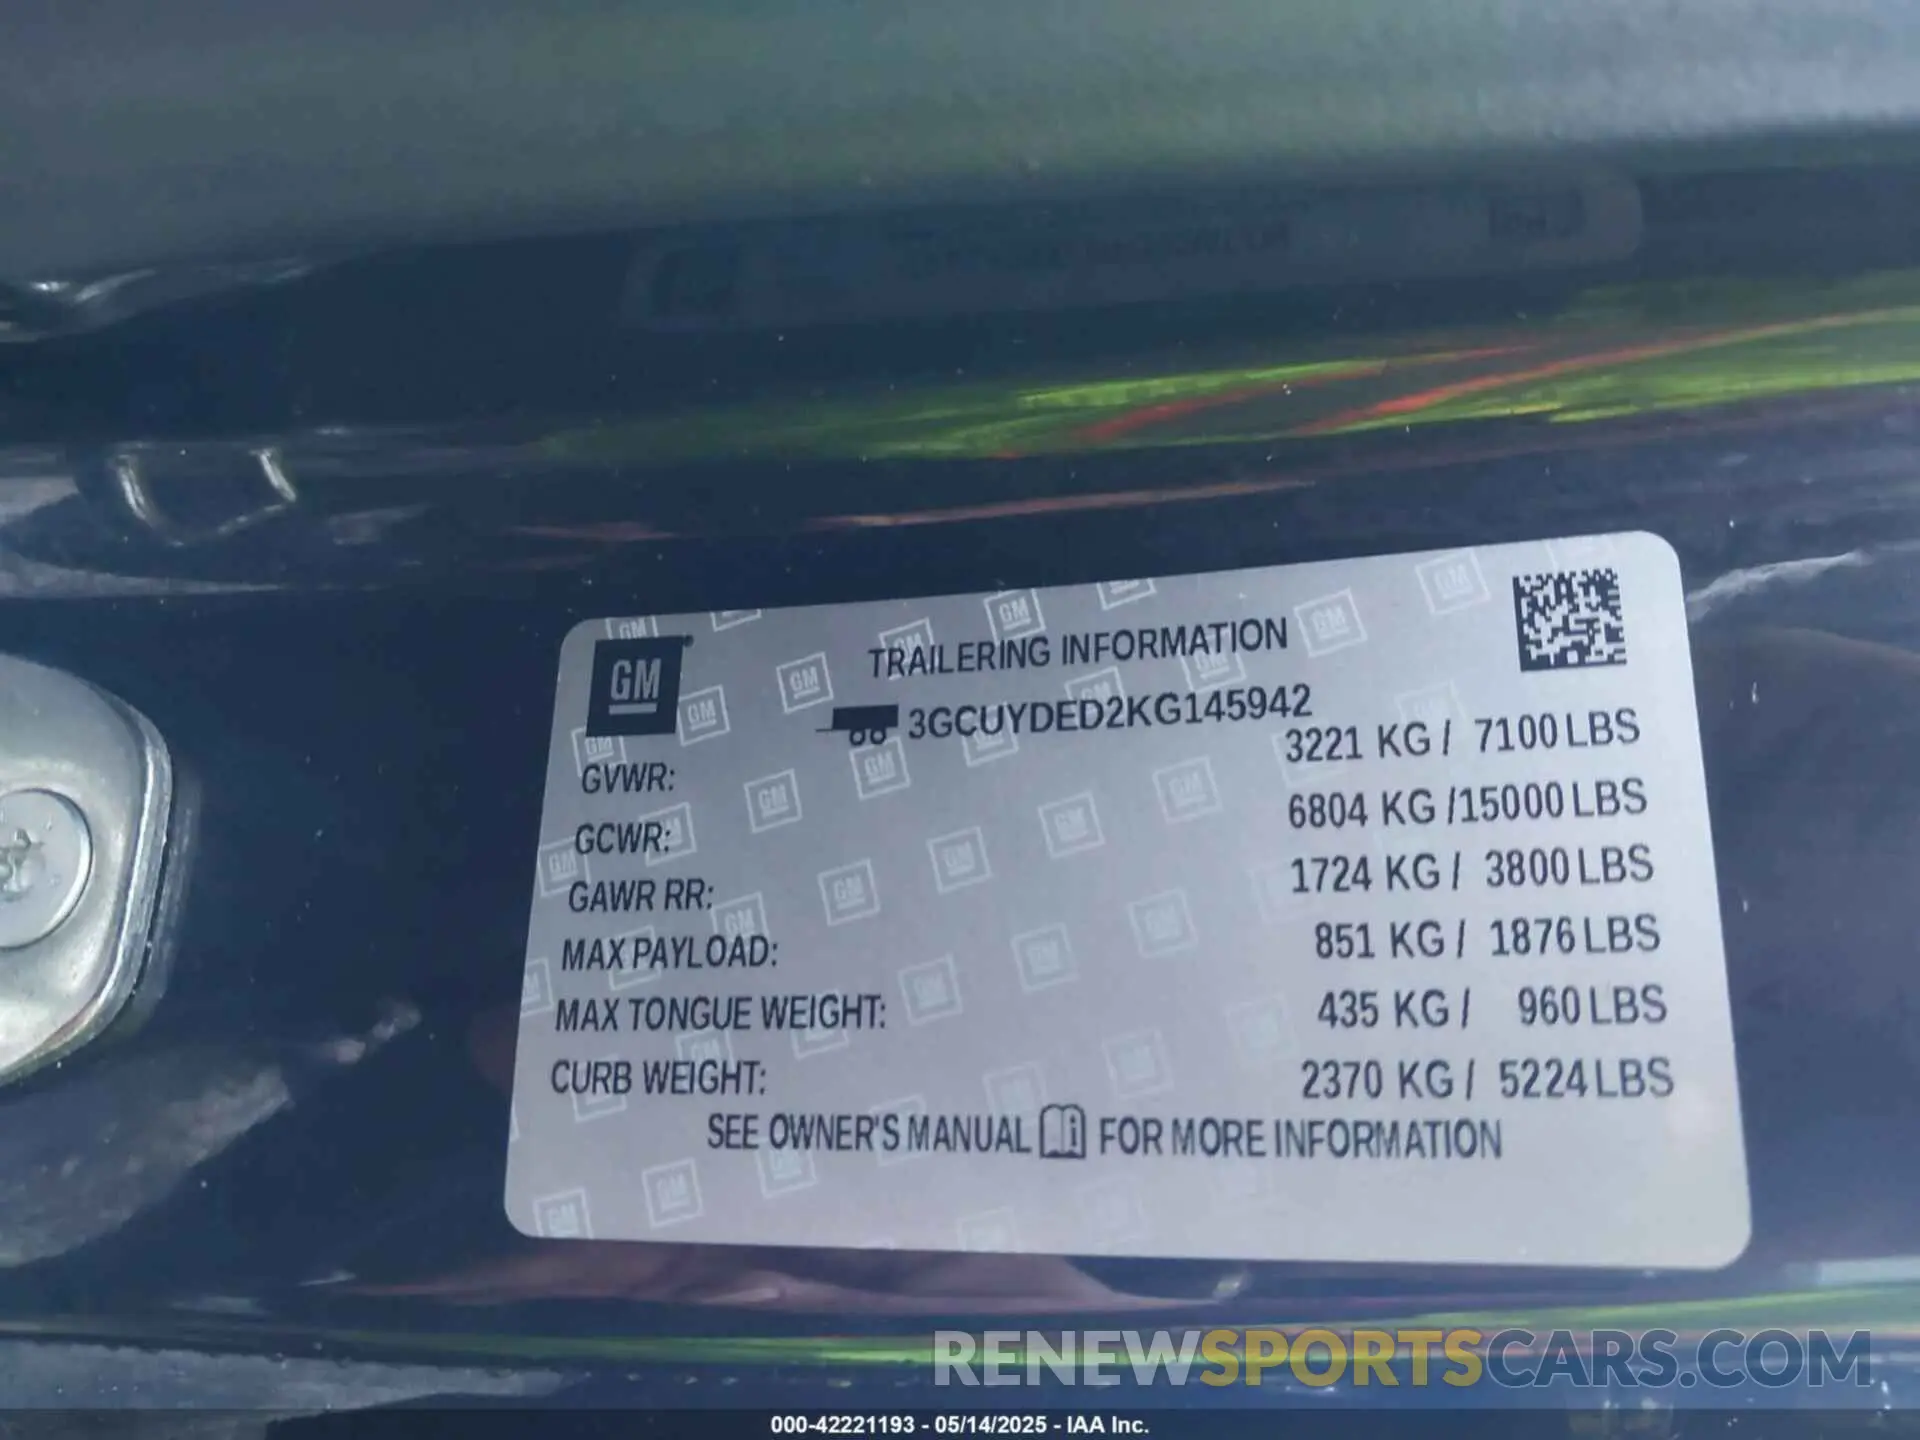 GM
TRAILERING INFORMATION
3GCUYDED2KG145942
GVWR: 3221 KG / 7100 LBS
GCWR: 6804 KG / 15000 LBS
GAWR RR: 1724 KG / 3800 LBS
MAX PAYLOAD: 851 KG / 1876 LBS
MAX TONGUE WEIGHT: 435 KG / 960 LBS
CURB WEIGHT: 2370 KG / 5224 LBS
SEE OWNER'S MANUAL FOR MORE INFORMATION
RENEWSPORTSCARS.COM
000-42221193 - 05/14/2025 - IAA Inc.